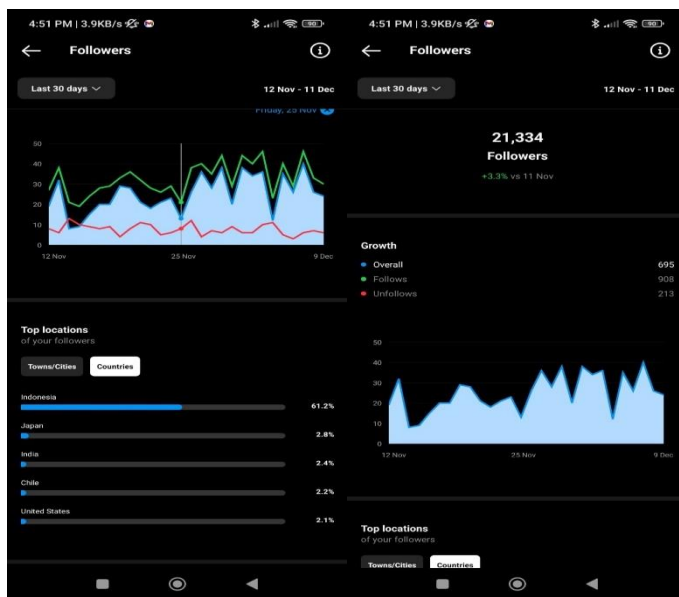 4:51 PM | 3.9KB/s
90
Followers
Last 30 days
12 Nov - 11 Dec
Friday, 25 Nov
50
40
30
20
10
0
12 Nov
25 Nov
9 Dec
Top locations
of your followers
Towns/Cities
Countries
Indonesia
61.2%
Japan
2.8%
India
2.4%
Chile
2.2%
United States
2.1%
4:51 PM | 3.9KB/s
90
Followers
Last 30 days
12 Nov - 11 Dec
21,334
Followers
+3.3% vs 11 Nov
Growth
Overall
695
Follows
908
Unfollows
213
50
40
30
20
10
0
12 Nov
25 Nov
9 Dec
Top locations
of your followers
Towns/Cities
Countries